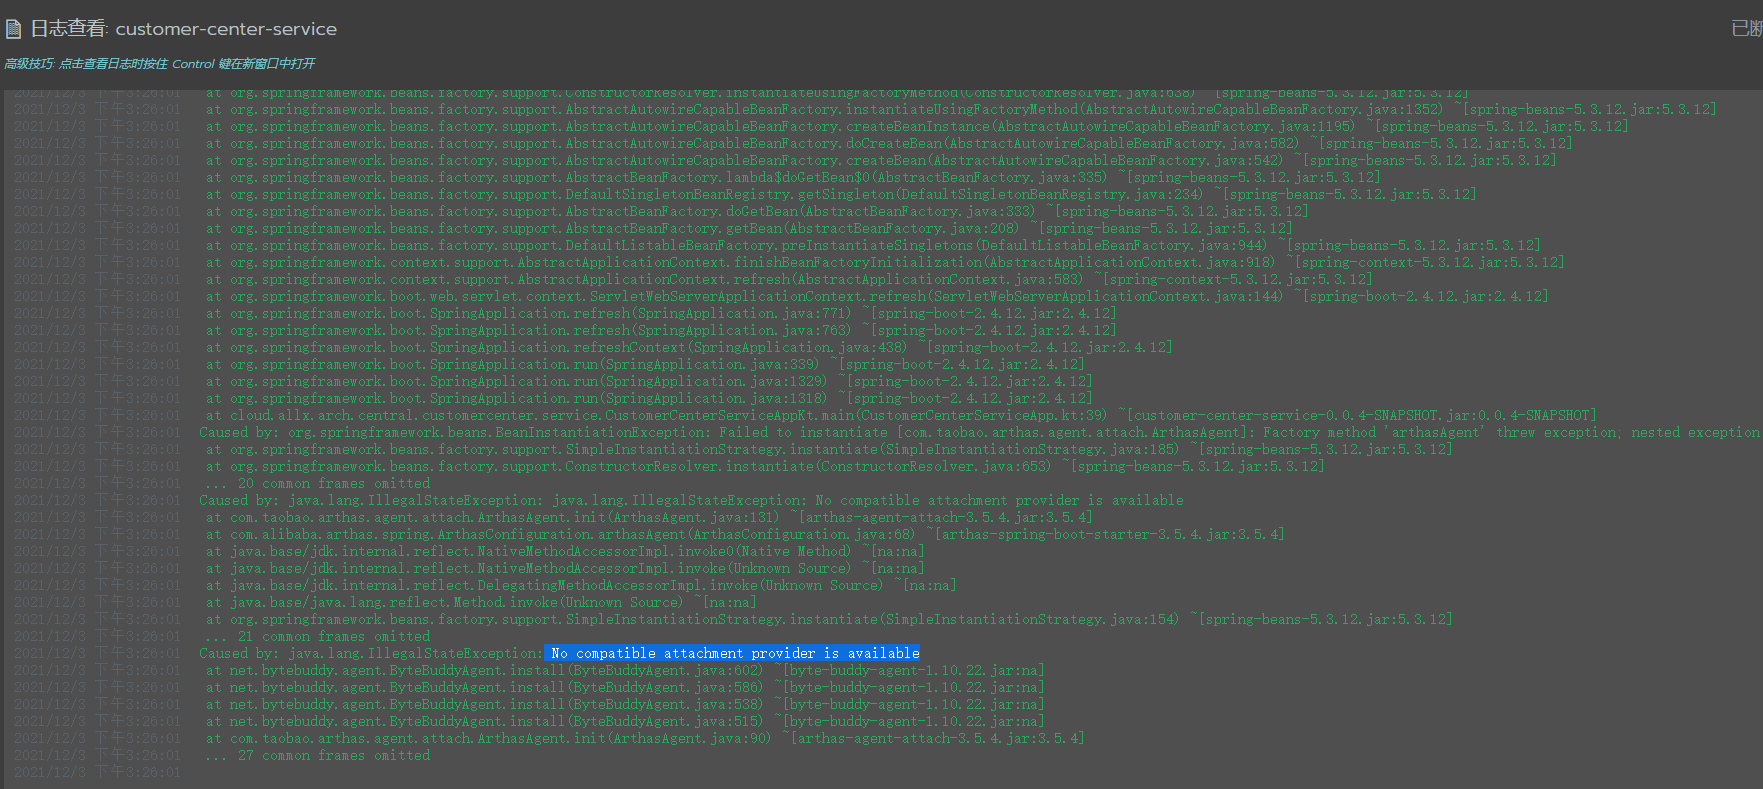 日志查看: customer-center-service
已断
高级技巧: 点击查看日志时按住 Control 键在新窗口中打开
2021/12/3 下午3:26:01 at org.springframework.beans.factory.support.ConstructorResolver.instantiateUsingFactoryMethod(ConstructorResolver.java:638) ~[spring-beans-5.3.12.jar:5.3.12]
2021/12/3 下午3:26:01 at org.springframework.beans.factory.support.AbstractAutowireCapableBeanFactory.instantiateUsingFactoryMethod(AbstractAutowireCapableBeanFactory.java:1352) ~[spring-beans-5.3.12.jar:5.3.12]
2021/12/3 下午3:26:01 at org.springframework.beans.factory.support.AbstractAutowireCapableBeanFactory.createBeanInstance(AbstractAutowireCapableBeanFactory.java:1195) ~[spring-beans-5.3.12.jar:5.3.12]
2021/12/3 下午3:26:01 at org.springframework.beans.factory.support.AbstractAutowireCapableBeanFactory.doCreateBean(AbstractAutowireCapableBeanFactory.java:582) ~[spring-beans-5.3.12.jar:5.3.12]
2021/12/3 下午3:26:01 at org.springframework.beans.factory.support.AbstractAutowireCapableBeanFactory.createBean(AbstractAutowireCapableBeanFactory.java:542) ~[spring-beans-5.3.12.jar:5.3.12]
2021/12/3 下午3:26:01 at org.springframework.beans.factory.support.AbstractBeanFactory.lambda$doGetBean$0(AbstractBeanFactory.java:335) ~[spring-beans-5.3.12.jar:5.3.12]
2021/12/3 下午3:26:01 at org.springframework.beans.factory.support.DefaultSingletonBeanRegistry.getSingleton(DefaultSingletonBeanRegistry.java:234) ~[spring-beans-5.3.12.jar:5.3.12]
2021/12/3 下午3:26:01 at org.springframework.beans.factory.support.AbstractBeanFactory.doGetBean(AbstractBeanFactory.java:333) ~[spring-beans-5.3.12.jar:5.3.12]
2021/12/3 下午3:26:01 at org.springframework.beans.factory.support.AbstractBeanFactory.getBean(AbstractBeanFactory.java:208) ~[spring-beans-5.3.12.jar:5.3.12]
2021/12/3 下午3:26:01 at org.springframework.beans.factory.support.DefaultListableBeanFactory.preInstantiateSingletons(DefaultListableBeanFactory.java:944) ~[spring-beans-5.3.12.jar:5.3.12]
2021/12/3 下午3:26:01 at org.springframework.context.support.AbstractApplicationContext.finishBeanFactoryInitialization(AbstractApplicationContext.java:918) ~[spring-context-5.3.12.jar:5.3.12]
2021/12/3 下午3:26:01 at org.springframework.context.support.AbstractApplicationContext.refresh(AbstractApplicationContext.java:583) ~[spring-context-5.3.12.jar:5.3.12]
2021/12/3 下午3:26:01 at org.springframework.boot.web.servlet.context.ServletWebServerApplicationContext.refresh(ServletWebServerApplicationContext.java:144) ~[spring-boot-2.4.12.jar:2.4.12]
2021/12/3 下午3:26:01 at org.springframework.boot.SpringApplication.refresh(SpringApplication.java:771) ~[spring-boot-2.4.12.jar:2.4.12]
2021/12/3 下午3:26:01 at org.springframework.boot.SpringApplication.refresh(SpringApplication.java:763) ~[spring-boot-2.4.12.jar:2.4.12]
2021/12/3 下午3:26:01 at org.springframework.boot.SpringApplication.refreshContext(SpringApplication.java:438) ~[spring-boot-2.4.12.jar:2.4.12]
2021/12/3 下午3:26:01 at org.springframework.boot.SpringApplication.run(SpringApplication.java:339) ~[spring-boot-2.4.12.jar:2.4.12]
2021/12/3 下午3:26:01 at org.springframework.boot.SpringApplication.run(SpringApplication.java:1329) ~[spring-boot-2.4.12.jar:2.4.12]
2021/12/3 下午3:26:01 at org.springframework.boot.SpringApplication.run(SpringApplication.java:1318) ~[spring-boot-2.4.12.jar:2.4.12]
2021/12/3 下午3:26:01 at cloud.allx.arch.central.customercenter.service.CustomerCenterServiceAppKt.main(CustomerCenterServiceApp.kt:39) ~[customer-center-service-0.0.4-SNAPSHOT.jar:0.0.4-SNAPSHOT]
2021/12/3 下午3:26:01 Caused by: org.springframework.beans.BeanInstantiationException: Failed to instantiate [com.taobao.arthas.agent.attach.ArthasAgent]: Factory method 'arthasAgent' threw exception; nested exception
2021/12/3 下午3:26:01 at org.springframework.beans.factory.support.SimpleInstantiationStrategy.instantiate(SimpleInstantiationStrategy.java:185) ~[spring-beans-5.3.12.jar:5.3.12]
2021/12/3 下午3:26:01 at org.springframework.beans.factory.support.ConstructorResolver.instantiate(ConstructorResolver.java:653) ~[spring-beans-5.3.12.jar:5.3.12]
2021/12/3 下午3:26:01 ... 20 common frames omitted
2021/12/3 下午3:26:01 Caused by: java.lang.IllegalStateException: java.lang.IllegalStateException: No compatible attachment provider is available
2021/12/3 下午3:26:01 at com.taobao.arthas.agent.attach.ArthasAgent.init(ArthasAgent.java:131) ~[arthas-agent-attach-3.5.4.jar:3.5.4]
2021/12/3 下午3:26:01 at com.alibaba.arthas.spring.ArthasConfiguration.arthasAgent(ArthasConfiguration.java:68) ~[arthas-spring-boot-starter-3.5.4.jar:3.5.4]
2021/12/3 下午3:26:01 at java.base/jdk.internal.reflect.NativeMethodAccessorImpl.invoke0(Native Method) ~[na:na]
2021/12/3 下午3:26:01 at java.base/jdk.internal.reflect.NativeMethodAccessorImpl.invoke(Unknown Source) ~[na:na]
2021/12/3 下午3:26:01 at java.base/jdk.internal.reflect.DelegatingMethodAccessorImpl.invoke(Unknown Source) ~[na:na]
2021/12/3 下午3:26:01 at java.base/java.lang.reflect.Method.invoke(Unknown Source) ~[na:na]
2021/12/3 下午3:26:01 at org.springframework.beans.factory.support.SimpleInstantiationStrategy.instantiate(SimpleInstantiationStrategy.java:154) ~[spring-beans-5.3.12.jar:5.3.12]
2021/12/3 下午3:26:01 ... 21 common frames omitted
2021/12/3 下午3:26:01 Caused by: java.lang.IllegalStateException: No compatible attachment provider is available
2021/12/3 下午3:26:01 at net.bytebuddy.agent.ByteBuddyAgent.install(ByteBuddyAgent.java:602) ~[byte-buddy-agent-1.10.22.jar:na]
2021/12/3 下午3:26:01 at net.bytebuddy.agent.ByteBuddyAgent.install(ByteBuddyAgent.java:586) ~[byte-buddy-agent-1.10.22.jar:na]
2021/12/3 下午3:26:01 at net.bytebuddy.agent.ByteBuddyAgent.install(ByteBuddyAgent.java:538) ~[byte-buddy-agent-1.10.22.jar:na]
2021/12/3 下午3:26:01 at net.bytebuddy.agent.ByteBuddyAgent.install(ByteBuddyAgent.java:515) ~[byte-buddy-agent-1.10.22.jar:na]
2021/12/3 下午3:26:01 at com.taobao.arthas.agent.attach.ArthasAgent.init(ArthasAgent.java:90) ~[arthas-agent-attach-3.5.4.jar:3.5.4]
2021/12/3 下午3:26:01 ... 27 common frames omitted
2021/12/3 下午3:26:01